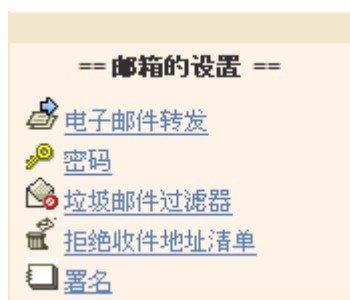 == 邮箱的设置 ==
电子邮件转发
密码
垃圾邮件过滤器
拒绝收件地址清单
署名